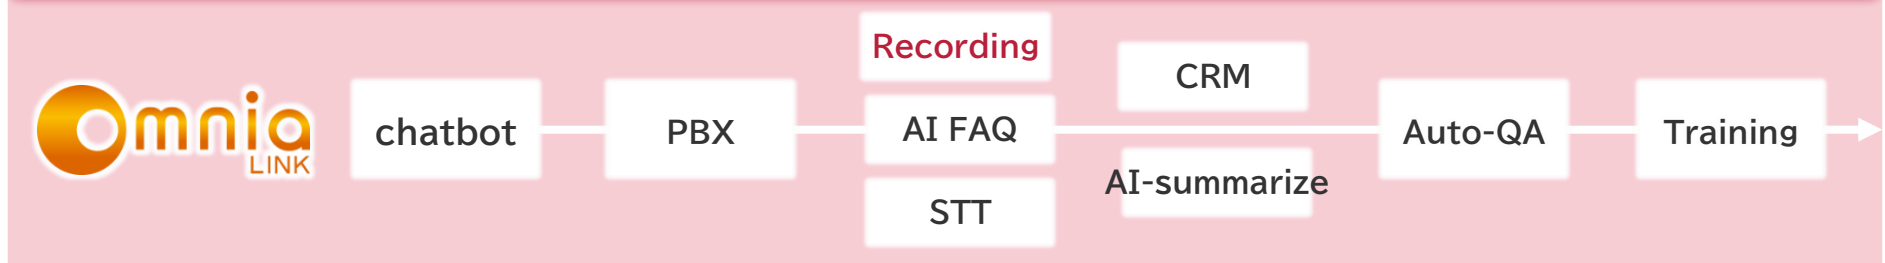 Omnia
LINK
chatbot
PBX
Recording
AI FAQ
STT
CRM
AI-summarize
Auto-QA
Training